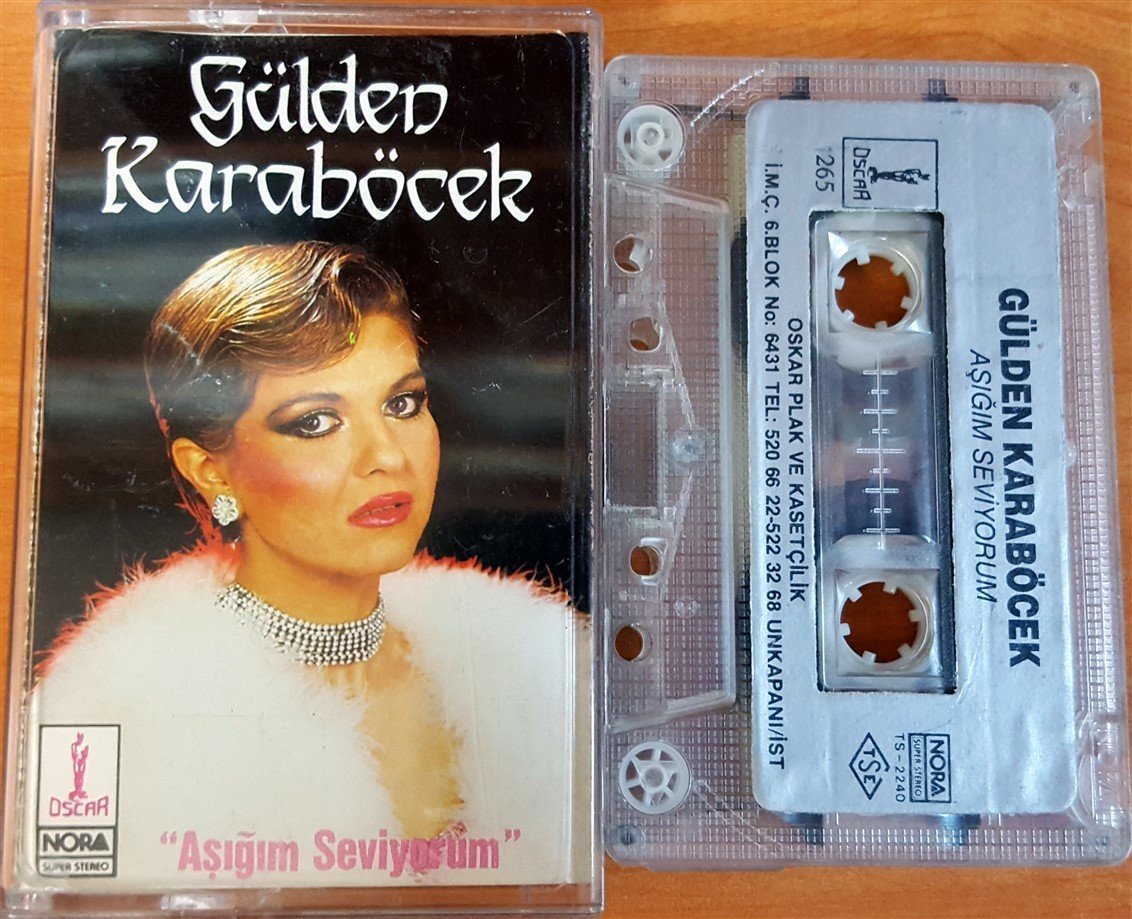 Gülden
Karaböcek
OSCAR
NORA
SUPER STEREO
"Aşığım Seviyorum"
OSCAR
1265
GÜLDEN KARABÖCEK
AŞIĞIM SEVİYORUM
OSKAR PLAK VE KASETÇİLİK
İ.M.Ç. 6.BLOK No: 6431 TEL: 520 66 22-522 32 68 UNKAPANI/İST
NORA
SUPER STEREO
TS-2240
TSE